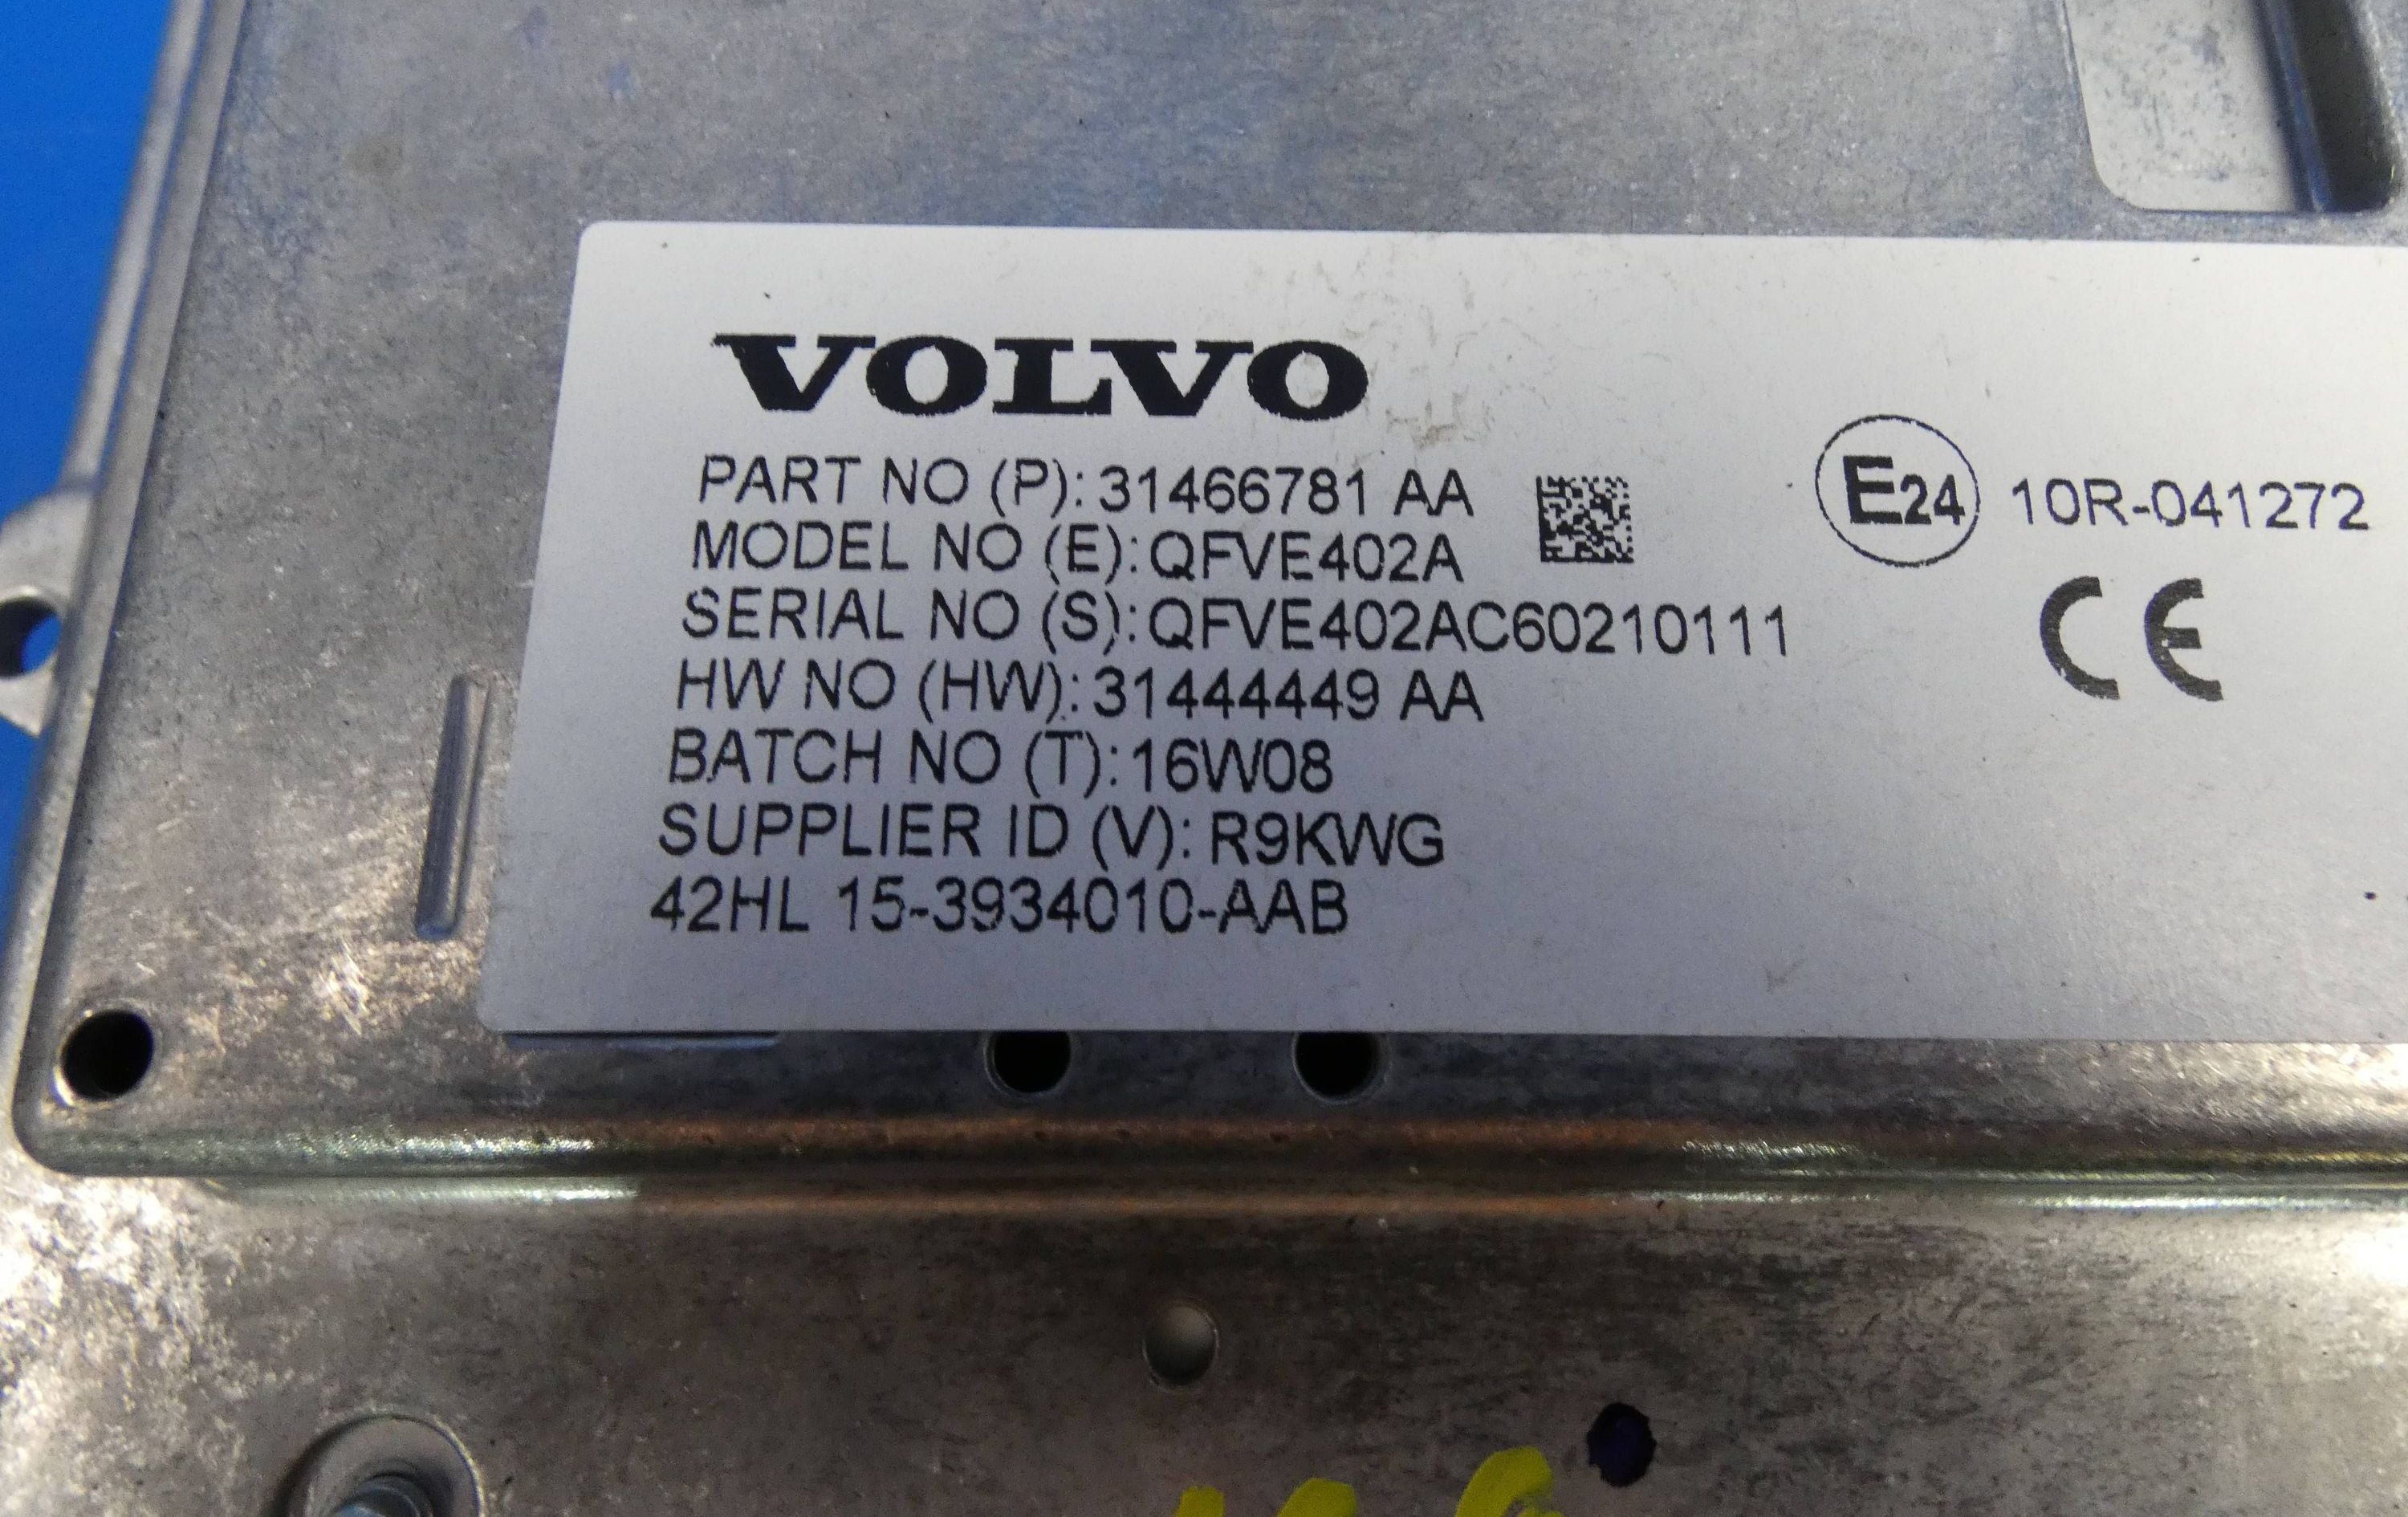 VOLVO
PART NO (P): 31466781 AA
MODEL NO (E): QFVE402A
SERIAL NO (S): QFVE402AC60210111
HW NO (HW): 31444449 AA
BATCH NO (T): 16W08
SUPPLIER ID (V): R9KWG
42HL 15-3934010-AAB
E24 10R-041272
CE